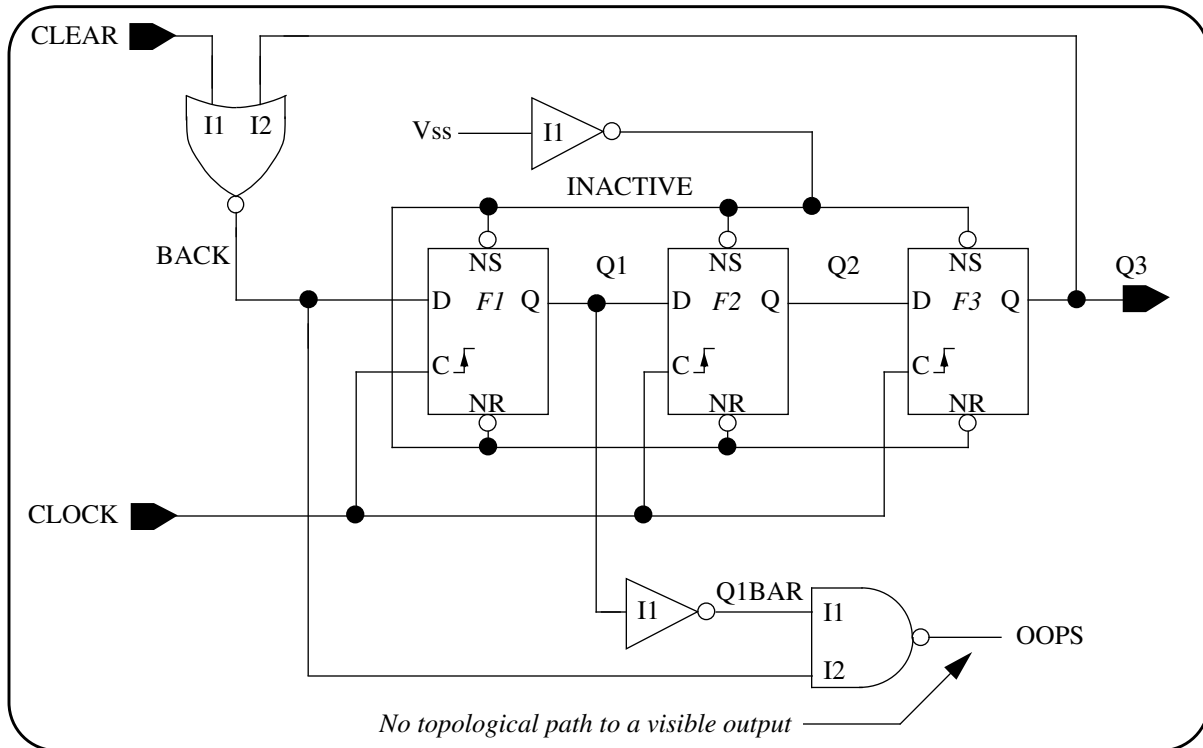 CLEAR
I1 I2
Vss
I1
INACTIVE
BACK
NS
NS
NS
Q1
Q2
Q3
D F1 Q
D F2 Q
D F3 Q
C
C
C
NR
NR
NR
CLOCK
I1
Q1BAR
I1
I2
OOPS
No topological path to a visible output